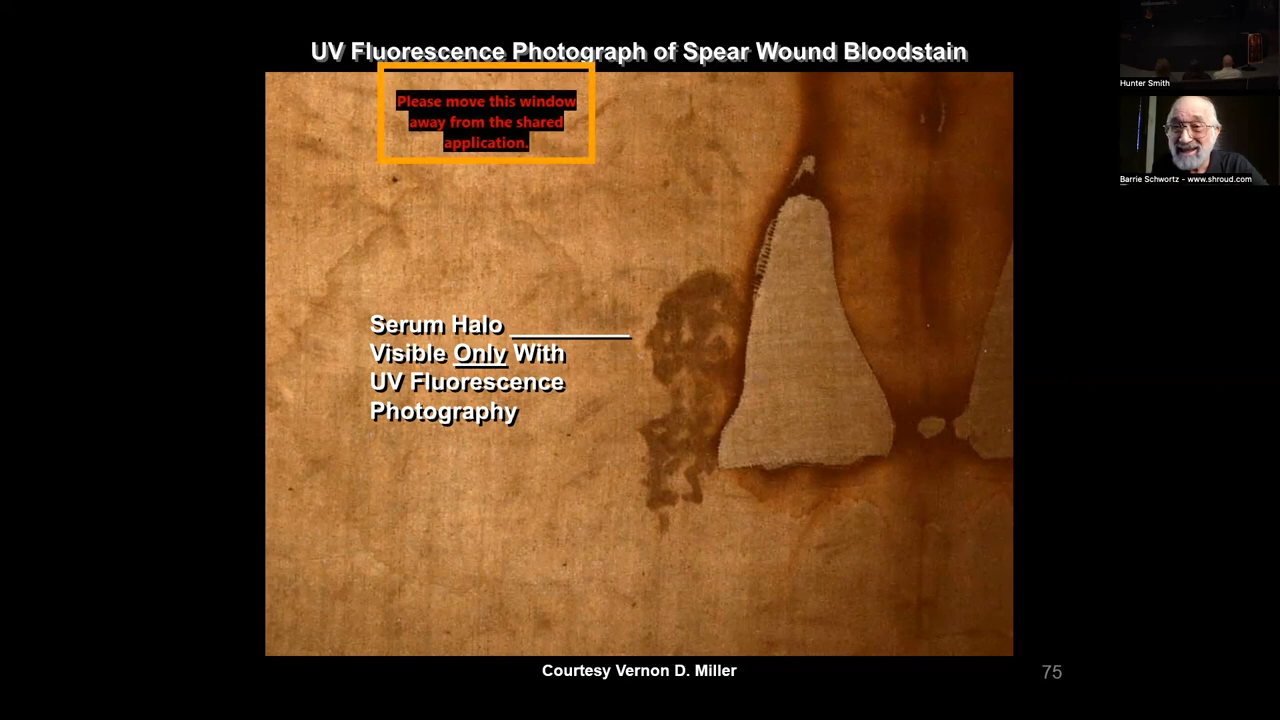 UV Fluorescence Photograph of Spear Wound Bloodstain
Please move this window
away from the shared
application.
Serum Halo __________
Visible Only With
UV Fluorescence
Photography
Courtesy Vernon D. Miller
75
Hunter Smith
Barrie Schwortz - www.shroud.com